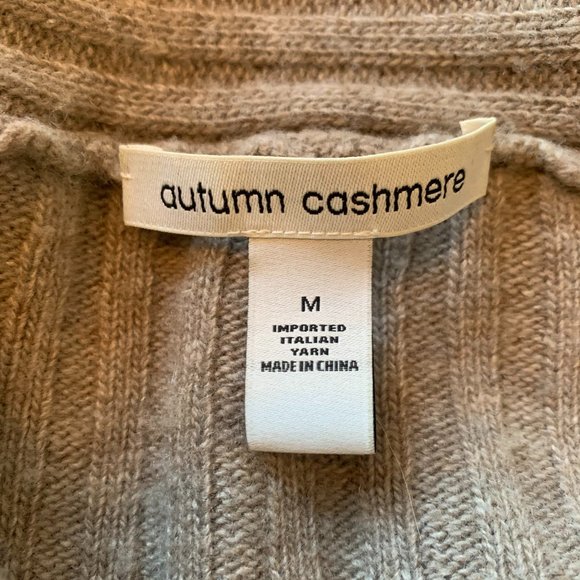 autumn cashmere
M
IMPORTED
ITALIAN
YARN
MADE IN CHINA